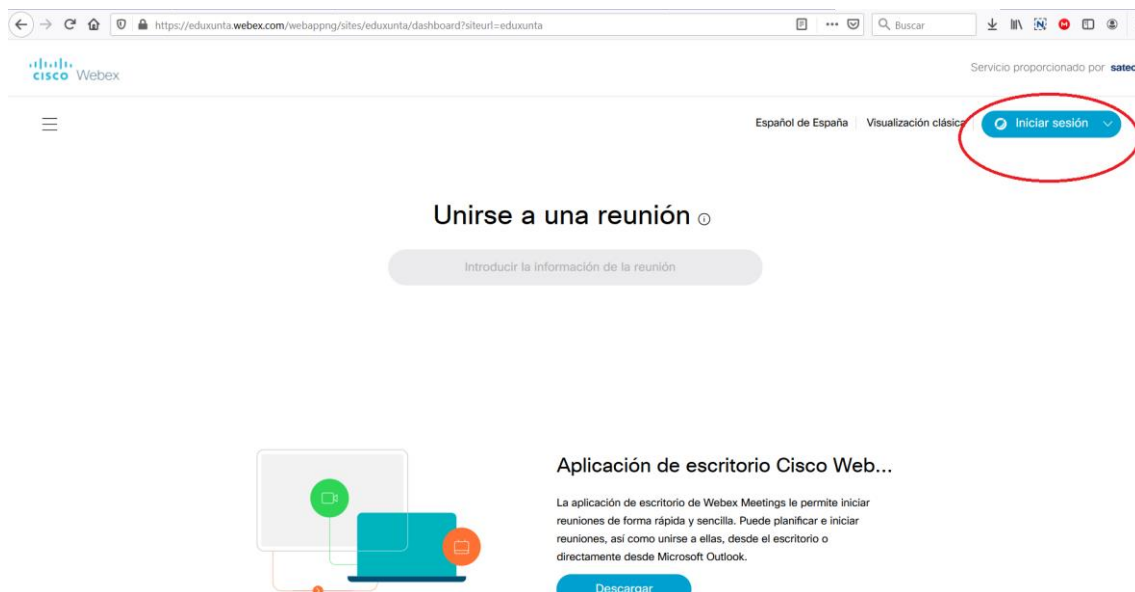 https://eduxunta.webex.com/webappng/sites/eduxunta/dashboard?siteurl=eduxunta
Buscar
cisco Webex
Servicio proporcionado por satec
Español de España
Visualización clásica
Iniciar sesión
Unirse a una reunión
Introducir la información de la reunión
Aplicación de escritorio Cisco Web...
La aplicación de escritorio de Webex Meetings le permite iniciar
reuniones de forma rápida y sencilla. Puede planificar e iniciar
reuniones, así como unirse a ellas, desde el escritorio o
directamente desde Microsoft Outlook.
Descargar